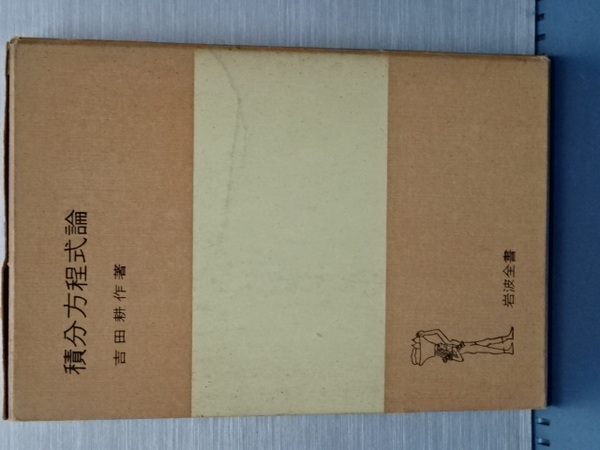 積分方程式論
吉田耕作著
岩波全書